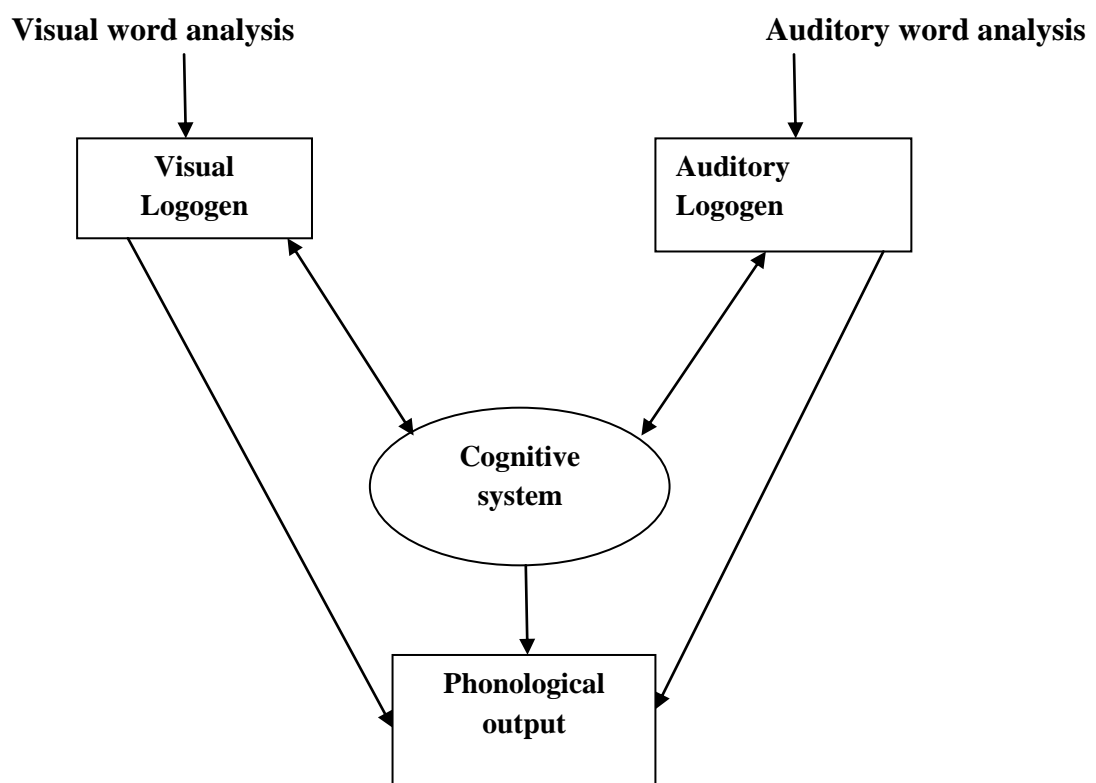 Visual word analysis
Auditory word analysis
Visual
Logogen
Auditory
Logogen
Cognitive
system
Phonological
output